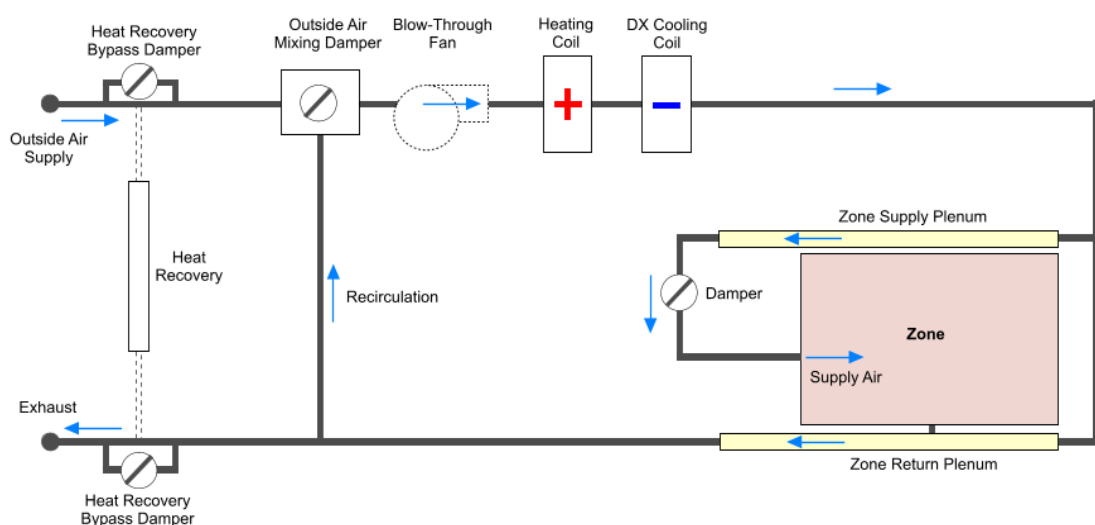 Heat Recovery
Bypass Damper
Outside Air
Mixing Damper
Blow-Through
Fan
Heating
Coil
DX Cooling
Coil
Outside Air
Supply
Zone Supply Plenum
Heat
Recovery
Recirculation
Damper
Zone
Supply Air
Exhaust
Zone Return Plenum
Heat Recovery
Bypass Damper